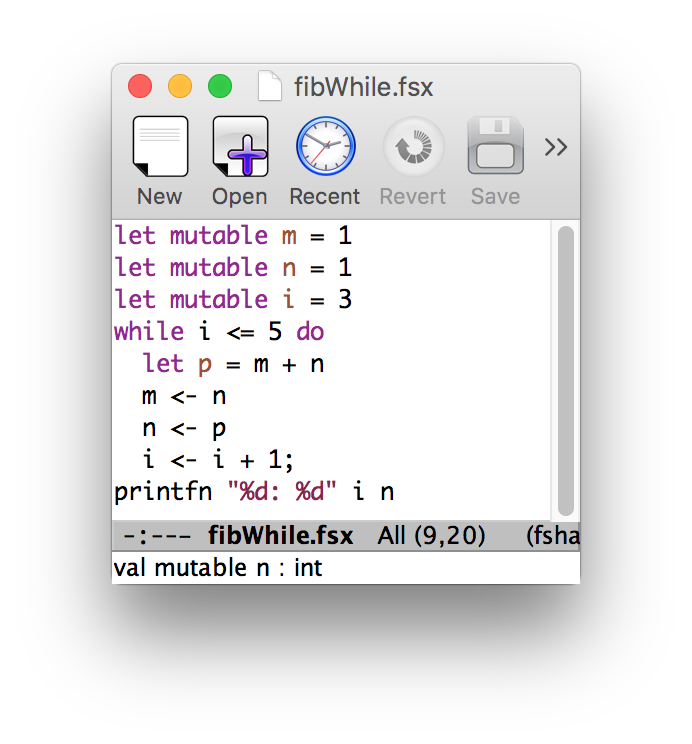 fibWhile.fsx
New Open Recent Revert Save
let mutable m = 1
let mutable n = 1
let mutable i = 3
while i <= 5 do
  let p = m + n
  m <- n
  n <- p
  i <- i + 1;
printfn "%d: %d" i n
-:--- fibWhile.fsx All (9,20) (fsha
val mutable n : int